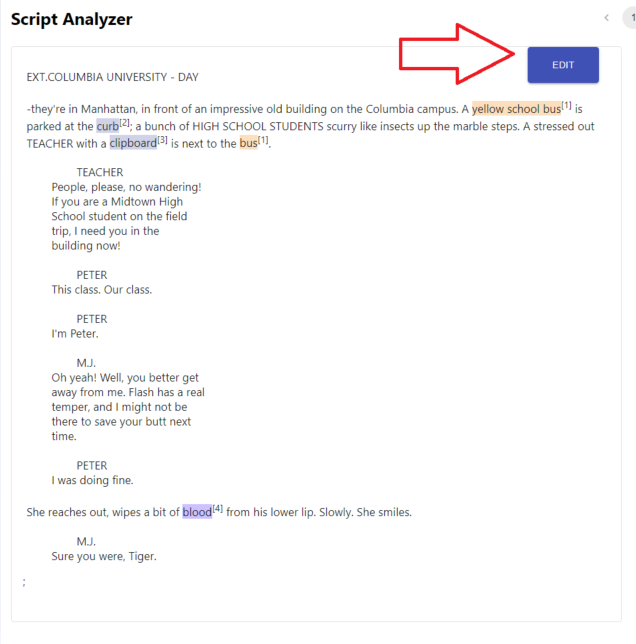 Script Analyzer
< 1
EDIT
EXT.COLUMBIA UNIVERSITY - DAY
-they're in Manhattan, in front of an impressive old building on the Columbia campus. A yellow school bus[1] is
parked at the curb[2]; a bunch of HIGH SCHOOL STUDENTS scurry like insects up the marble steps. A stressed out
TEACHER with a clipboard[3] is next to the bus[1].
TEACHER
People, please, no wandering!
If you are a Midtown High
School student on the field
trip, I need you in the
building now!
PETER
This class. Our class.
PETER
I'm Peter.
M.J.
Oh yeah! Well, you better get
away from me. Flash has a real
temper, and I might not be
there to save your butt next
time.
PETER
I was doing fine.
She reaches out, wipes a bit of blood[4] from his lower lip. Slowly. She smiles.
M.J.
Sure you were, Tiger.
;